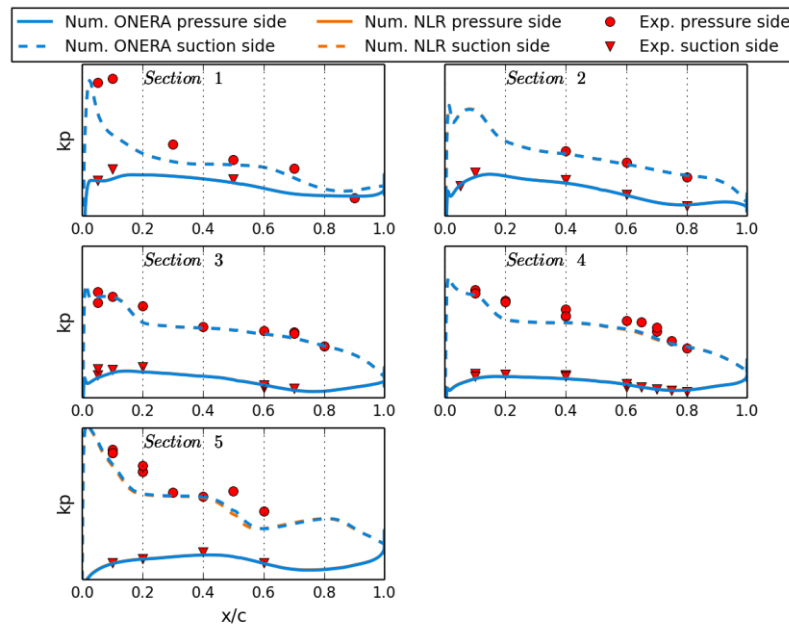 Num. ONERA pressure side Num. NLR pressure side Exp. pressure side
Num. ONERA suction side Num. NLR suction side Exp. suction side
Section 1 Section 2
kp
0.0 0.2 0.4 0.6 0.8 1.0 0.0 0.2 0.4 0.6 0.8 1.0
Section 3 Section 4
kp
0.0 0.2 0.4 0.6 0.8 1.0 0.0 0.2 0.4 0.6 0.8 1.0
x/c
Section 5
kp
0.0 0.2 0.4 0.6 0.8 1.0
x/c